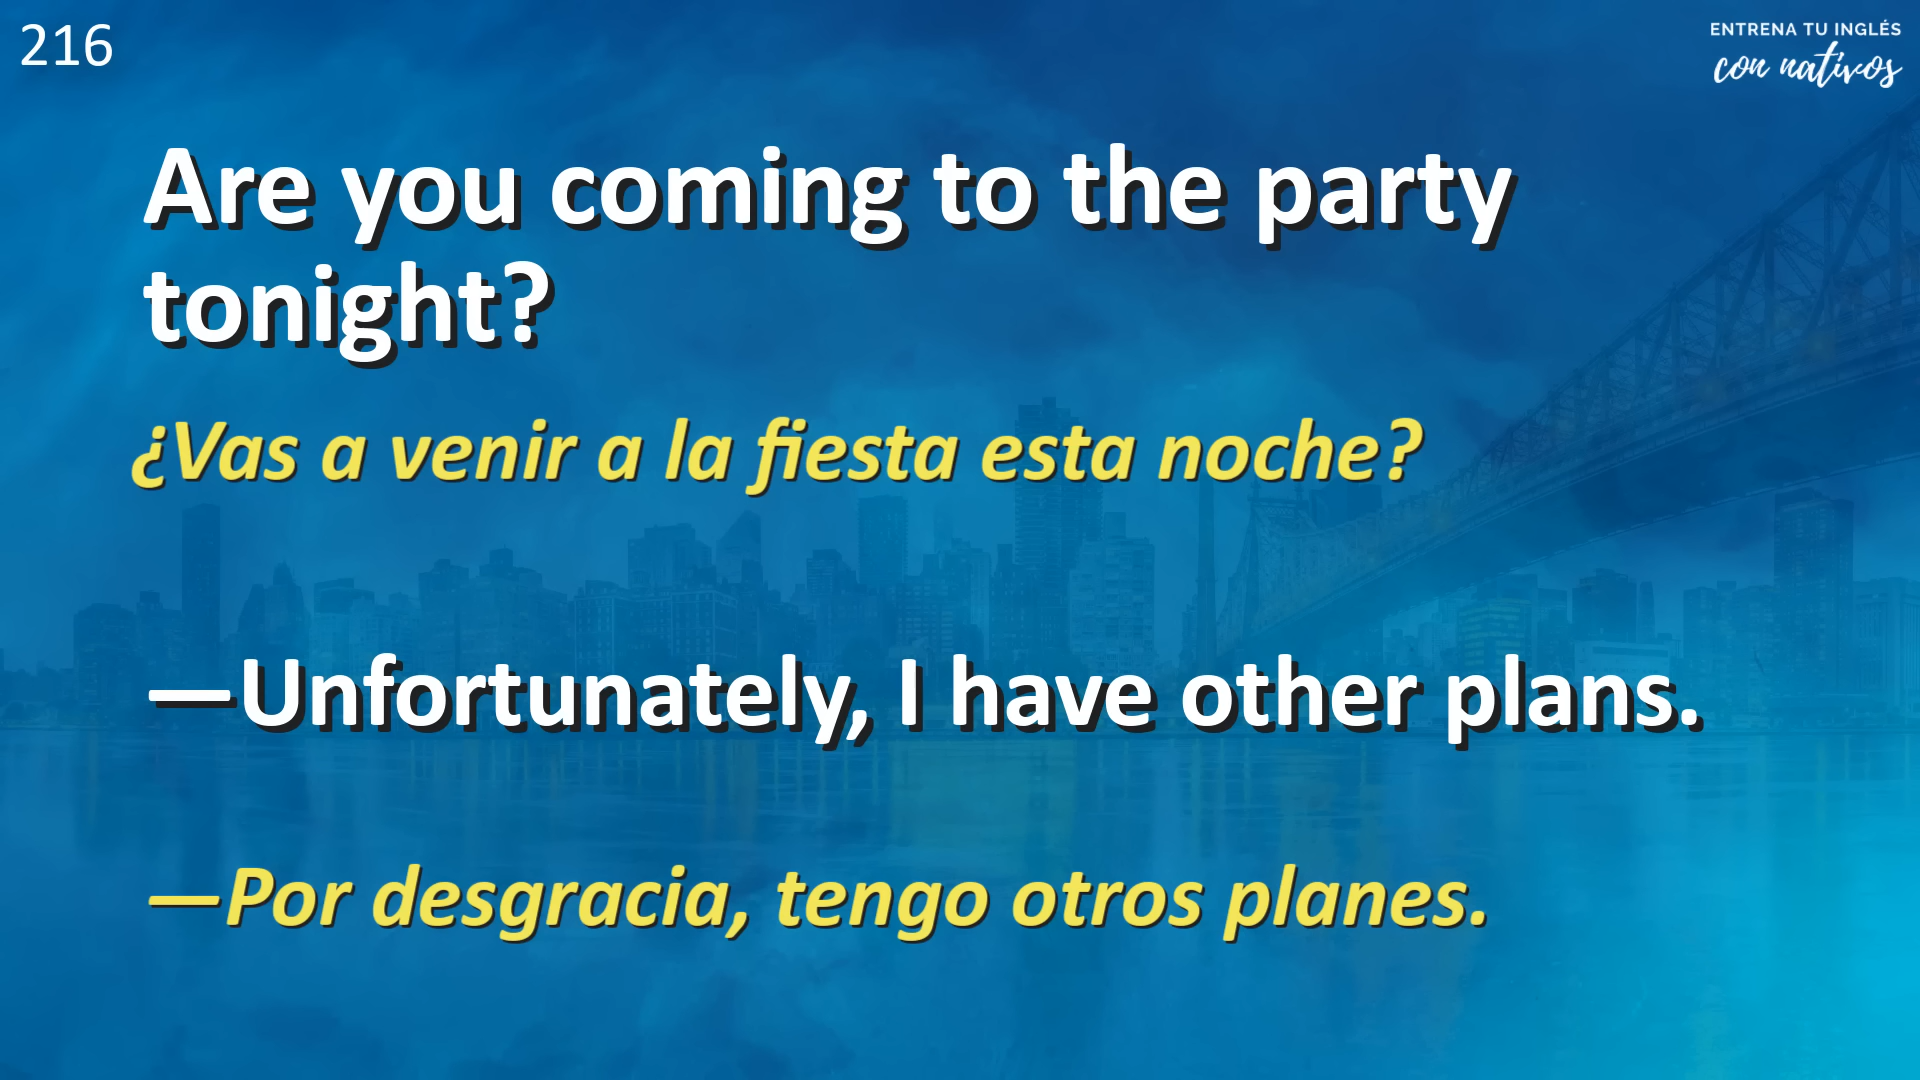 216
ENTRENA TU INGLÉS
con nativos
Are you coming to the party
tonight?
¿Vas a venir a la fiesta esta noche?
—Unfortunately, I have other plans.
—Por desgracia, tengo otros planes.